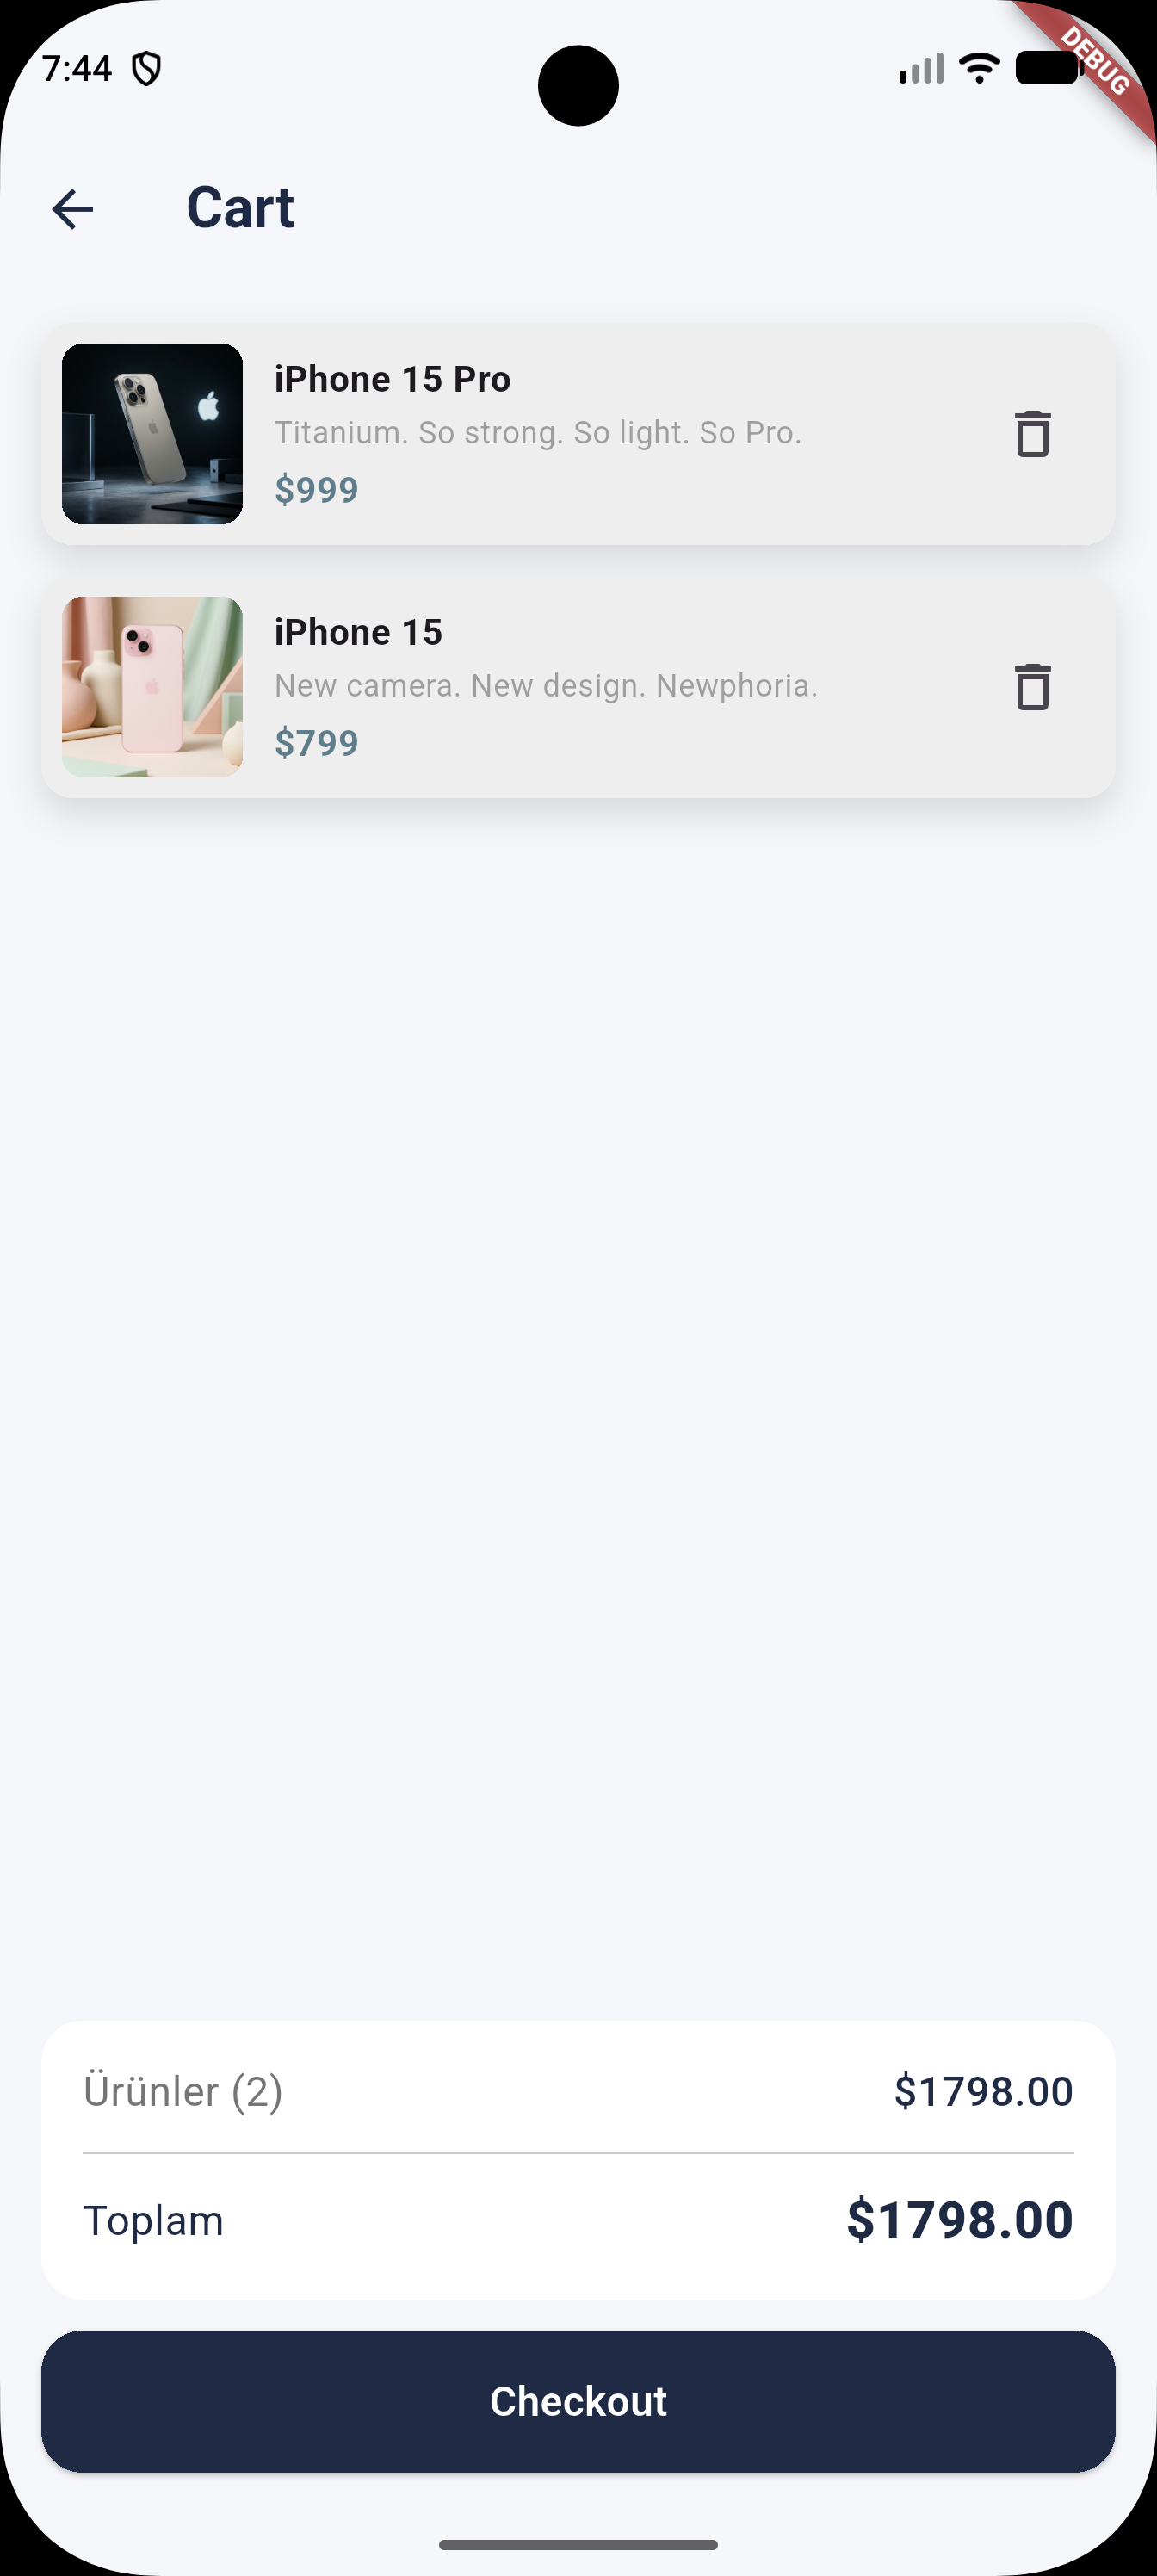 7:44
DEBUG
Cart
iPhone 15 Pro
Titanium. So strong. So light. So Pro.
$999
iPhone 15
New camera. New design. Newphoria.
$799
Ürünler (2) $1798.00
Toplam $1798.00
Checkout